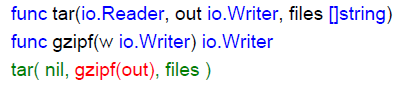 func tar(io.Reader, out io.Writer, files []string)
func gzipf(w io.Writer) io.Writer
tar( nil, gzipf(out), files )